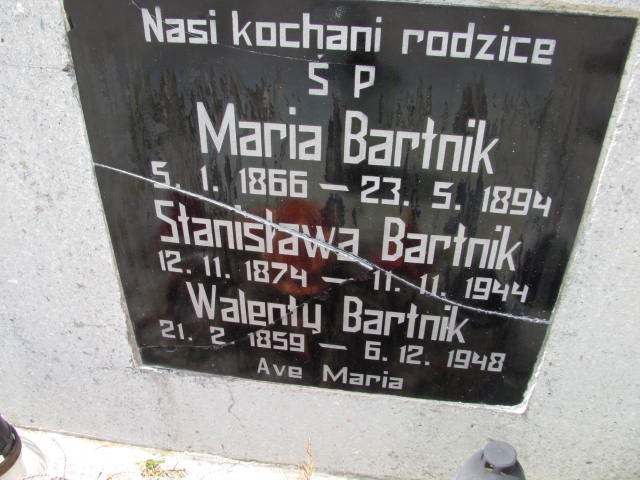 Nasi kochani rodzice
Ś P
Maria Bartnik
5. 1. 1866 — 23. 5. 1894
Stanisława Bartnik
12. 11. 1874 — 11. 11. 1944
Walenty Bartnik
21. 2 1859 — 6. 12. 1948
Ave Maria